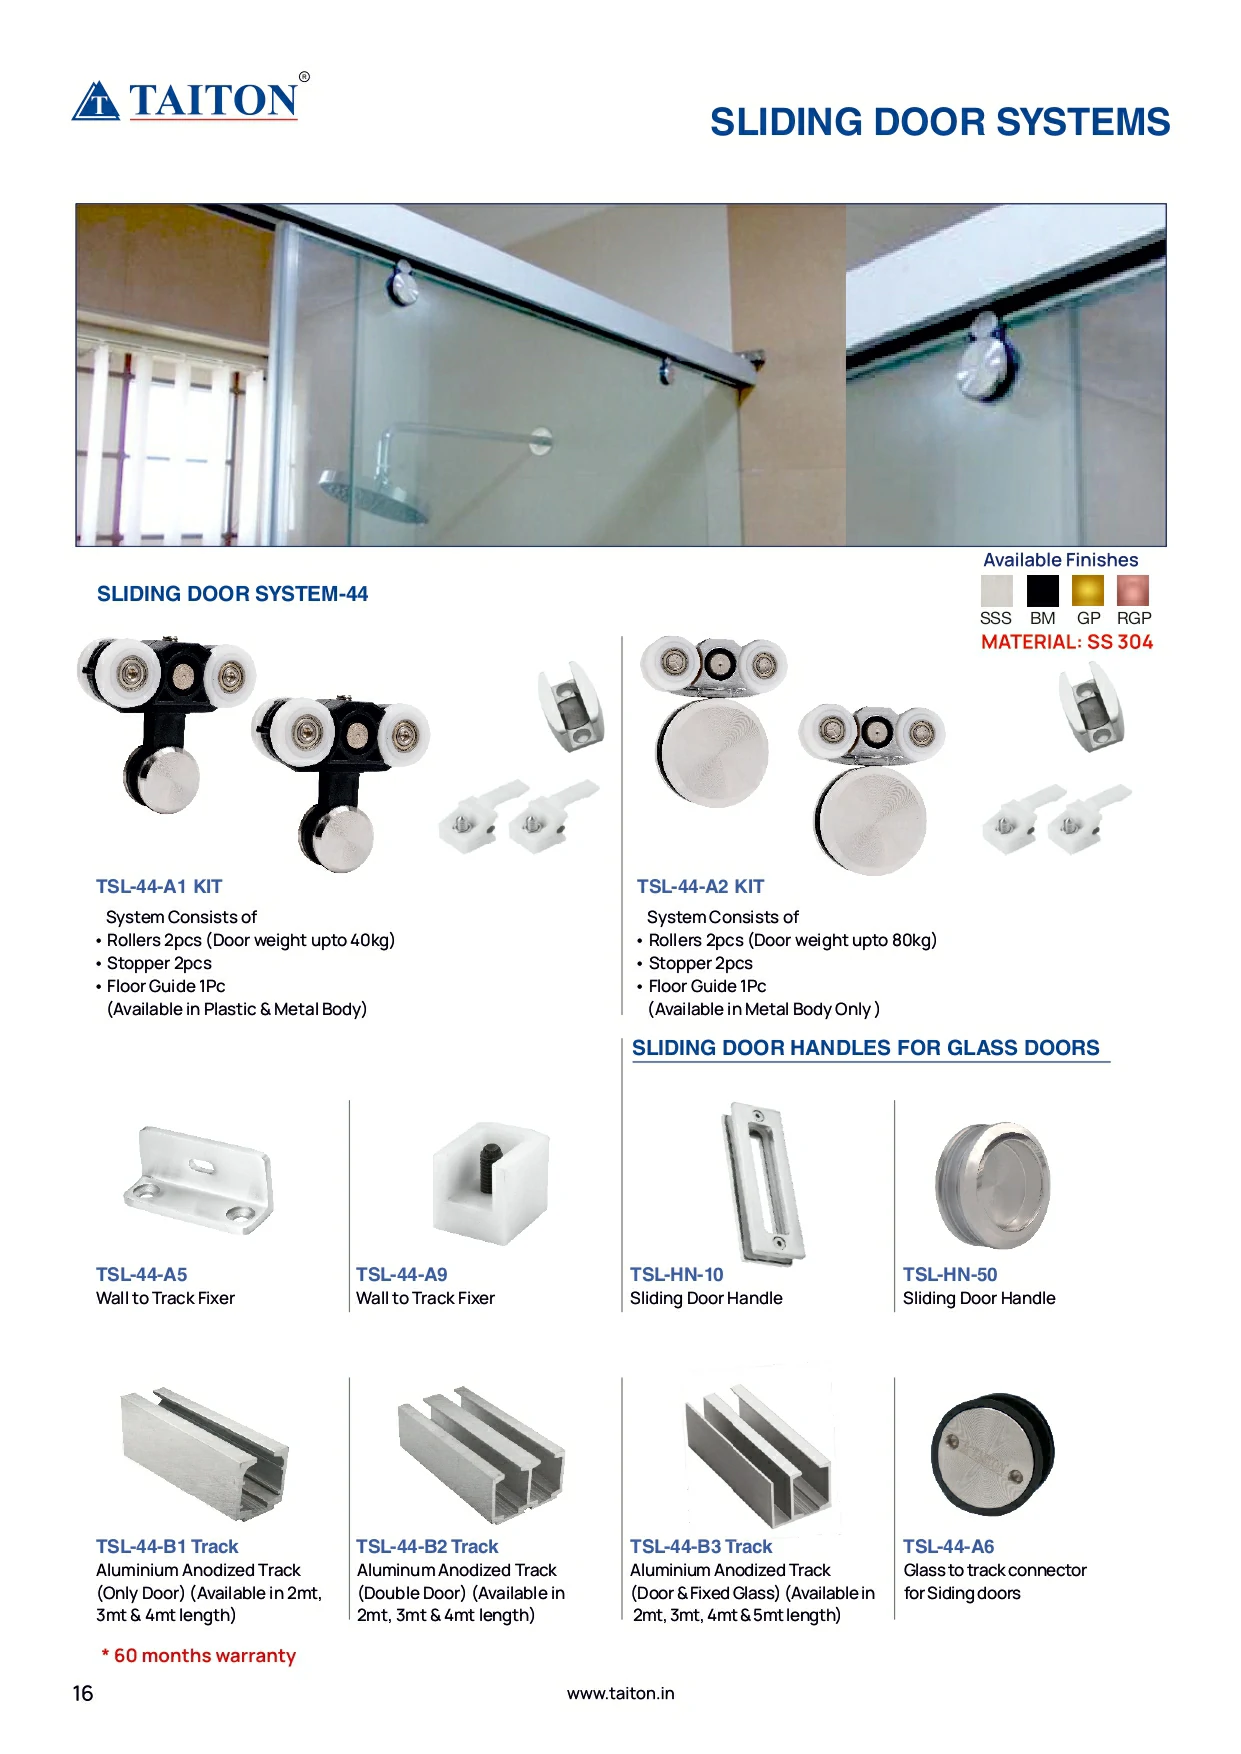 T TAITON ®
SLIDING DOOR SYSTEMS
Available Finishes
SSS BM GP RGP
MATERIAL: SS 304
SLIDING DOOR SYSTEM-44
TSL-44-A1 KIT
System Consists of
• Rollers 2pcs (Door weight upto 40kg)
• Stopper 2pcs
• Floor Guide 1Pc
(Available in Plastic & Metal Body)
TSL-44-A2 KIT
System Consists of
• Rollers 2pcs (Door weight upto 80kg)
• Stopper 2pcs
• Floor Guide 1Pc
(Available in Metal Body Only )
SLIDING DOOR HANDLES FOR GLASS DOORS
TSL-44-A5
Wall to Track Fixer
TSL-44-A9
Wall to Track Fixer
TSL-HN-10
Sliding Door Handle
TSL-HN-50
Sliding Door Handle
TSL-44-B1 Track
Aluminium Anodized Track
(Only Door) (Available in 2mt,
3mt & 4mt length)
TSL-44-B2 Track
Aluminum Anodized Track
(Double Door) (Available in
2mt, 3mt & 4mt length)
TSL-44-B3 Track
Aluminium Anodized Track
(Door & Fixed Glass) (Available in
2mt, 3mt, 4mt & 5mt length)
TSL-44-A6
Glass to track connector
for Siding doors
* 60 months warranty
16
www.taiton.in